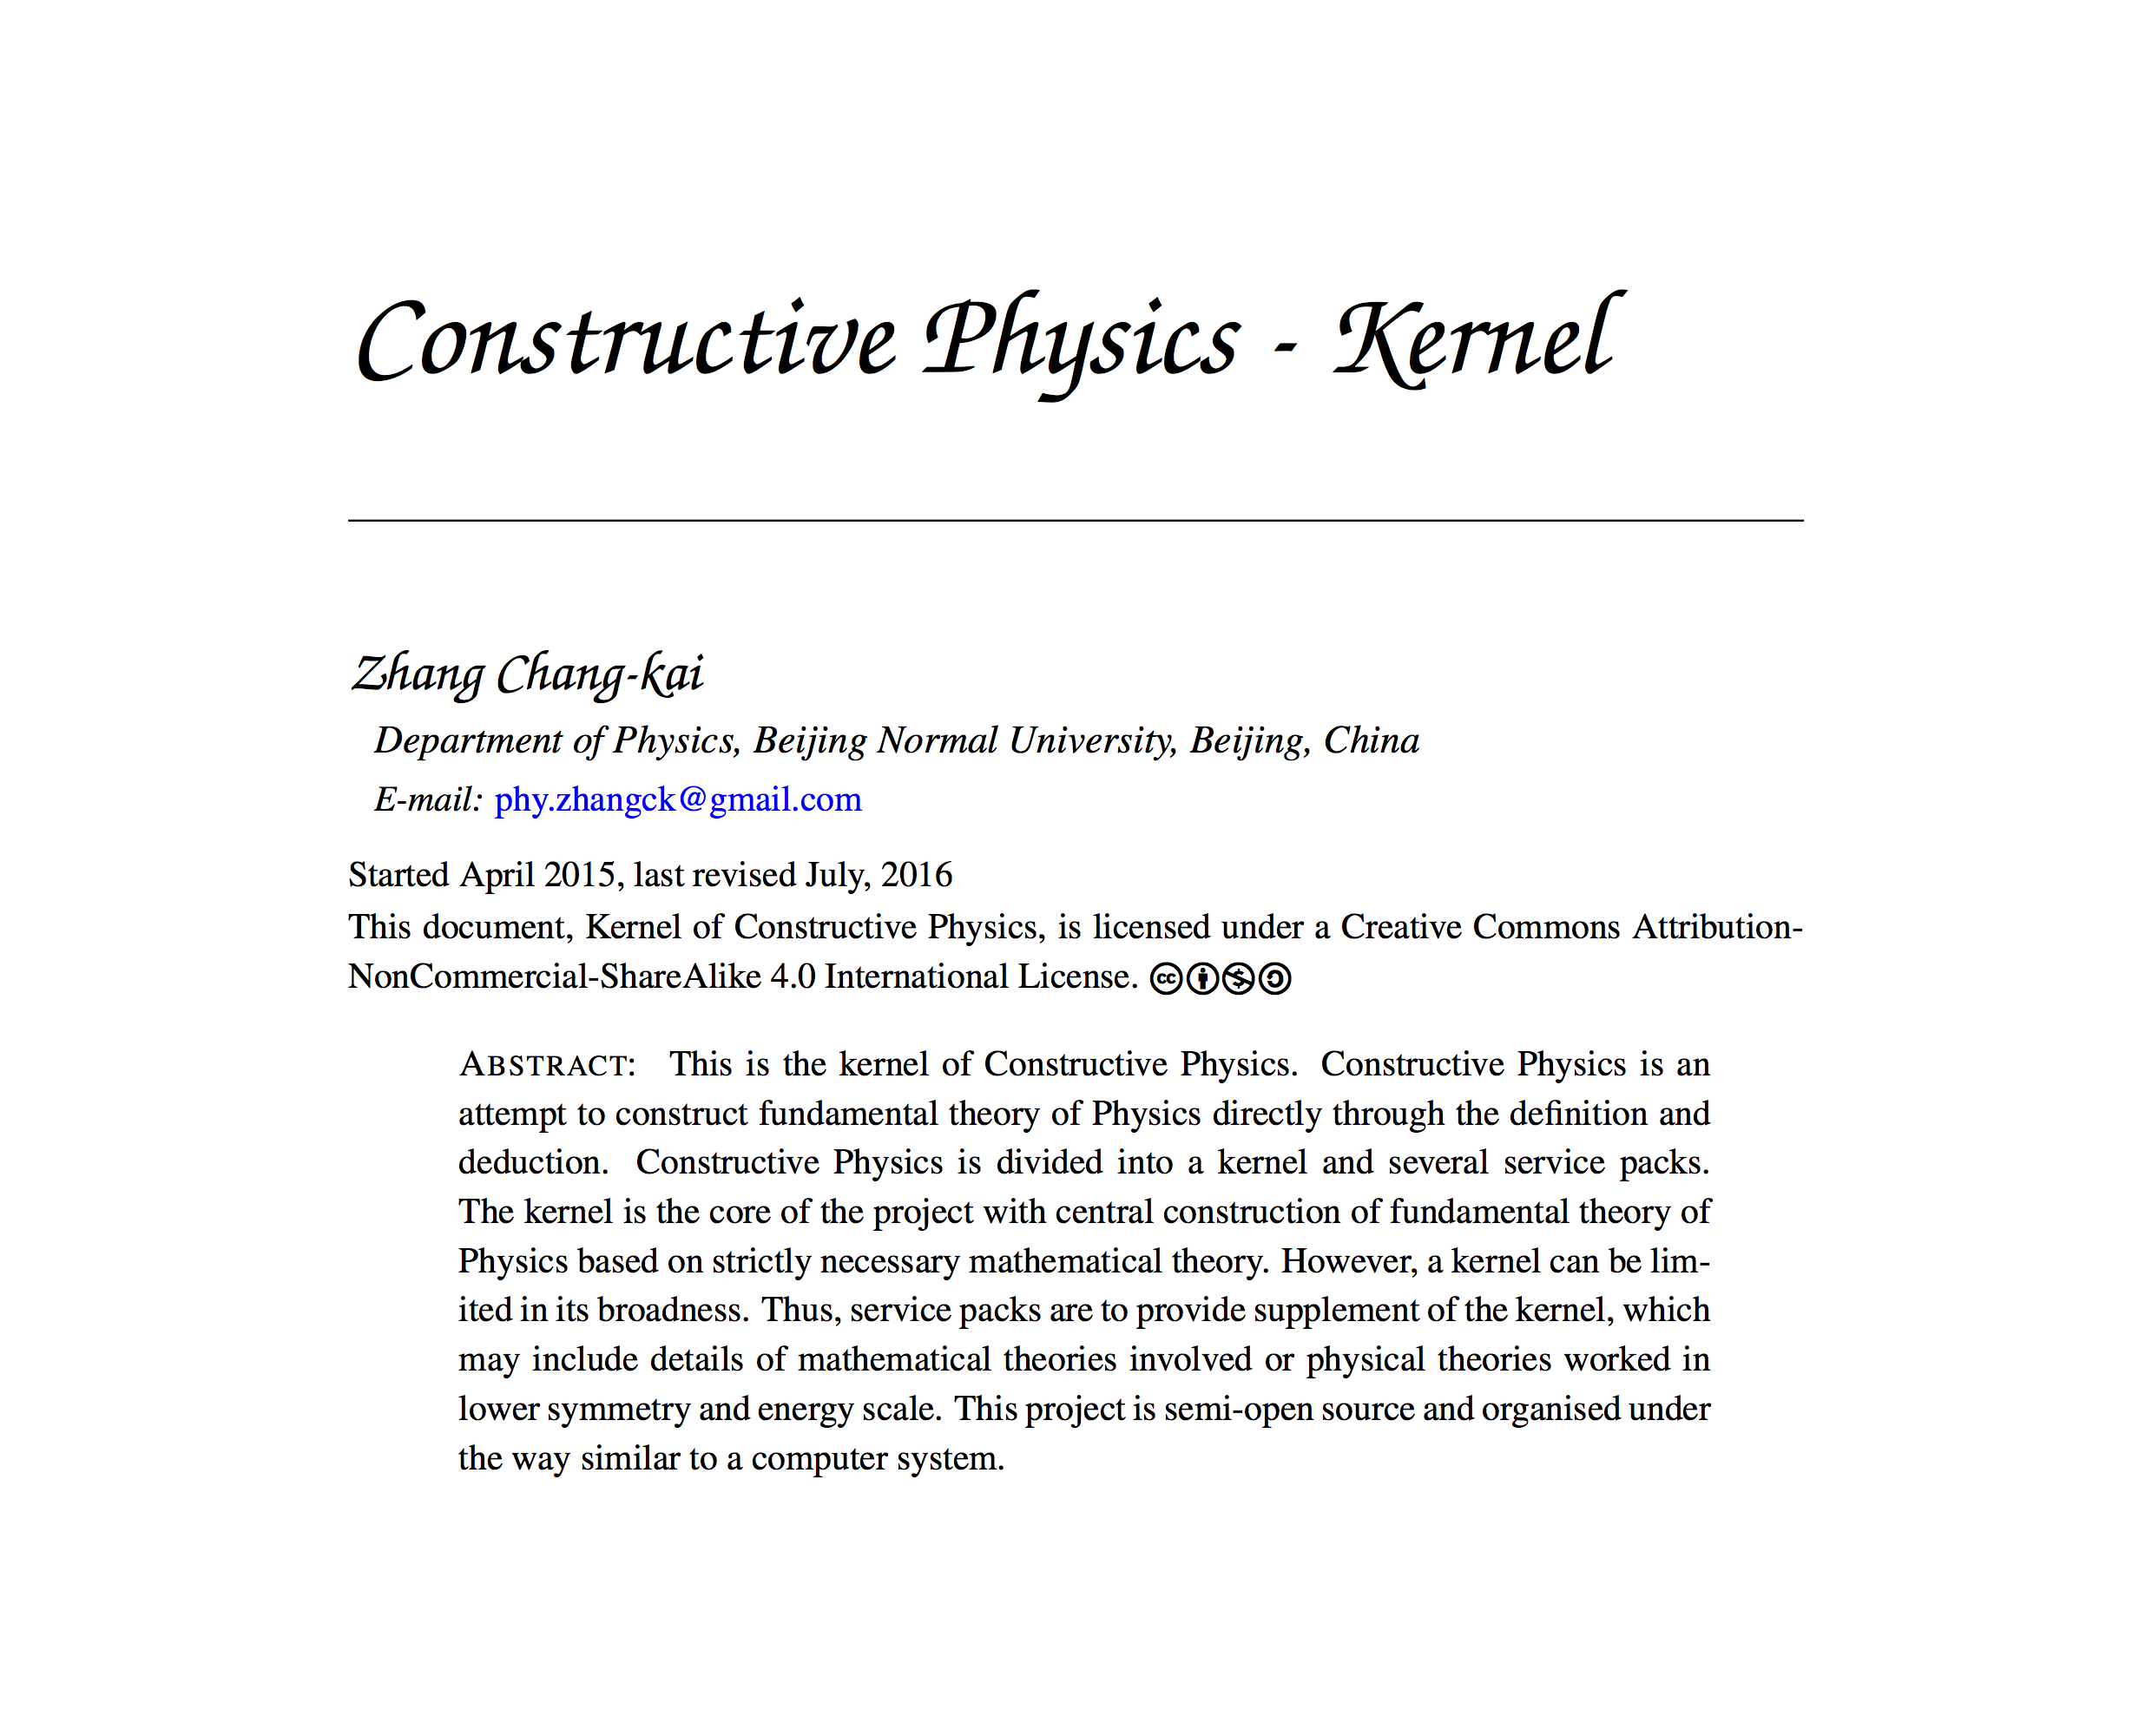 Constructive Physics - Kernel
Zhang Chang-kai
Department of Physics, Beijing Normal University, Beijing, China
E-mail: phy.zhangck@gmail.com
Started April 2015, last revised July, 2016
This document, Kernel of Constructive Physics, is licensed under a Creative Commons Attribution-
NonCommercial-ShareAlike 4.0 International License.
ABSTRACT: This is the kernel of Constructive Physics. Constructive Physics is an
attempt to construct fundamental theory of Physics directly through the definition and
deduction. Constructive Physics is divided into a kernel and several service packs.
The kernel is the core of the project with central construction of fundamental theory of
Physics based on strictly necessary mathematical theory. However, a kernel can be lim-
ited in its broadness. Thus, service packs are to provide supplement of the kernel, which
may include details of mathematical theories involved or physical theories worked in
lower symmetry and energy scale. This project is semi-open source and organised under
the way similar to a computer system.